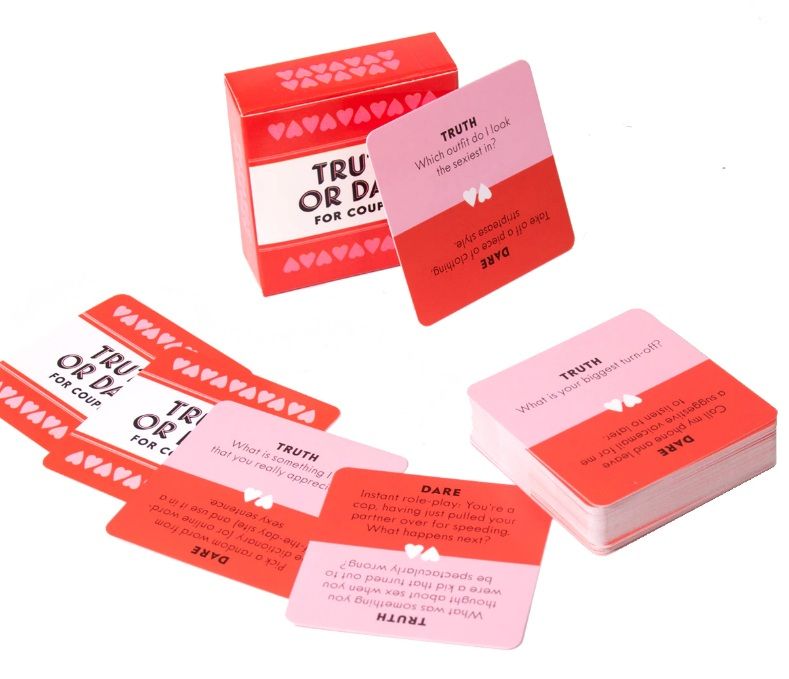 TRU
OR DA
FOR COUP
TRUTH
Which outfit do I look
the sexiest in?
DARE
Take off a piece of clothing,
striptease style.
TRU
OR DA
FOR COUP
TRU
OR D
FOR CO
TRUTH
What is something I
that you really appreci
DARE
Pick a random word from
e dictionary (or online word-
-the-day site) and use it in a
sexy sentence.
DARE
Instant role-play: You're a
cop, having just pulled your
partner over for speeding.
What happens next?
TRUTH
What was something you
thought about sex when you
were a kid that turned out to
be spectacularly wrong?
TRUTH
What is your biggest turn-off?
DARE
Call my phone and leave
a suggestive voicemail for me
to listen to later.